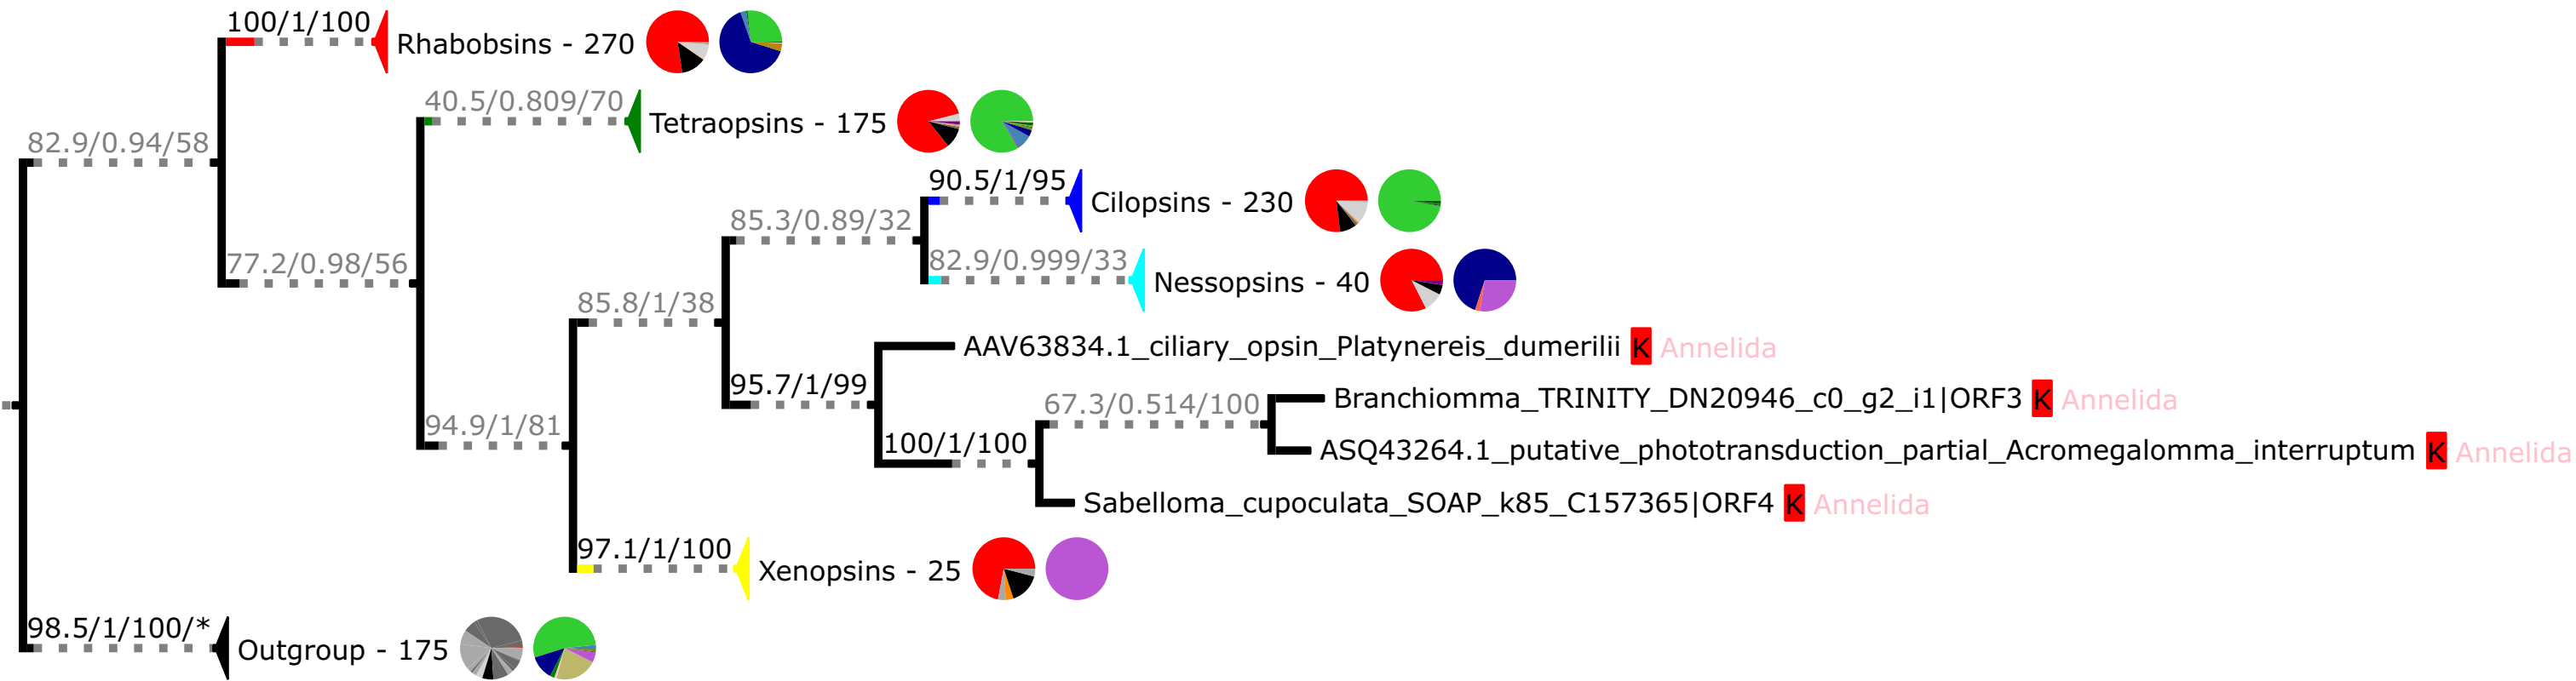 100/1/100
Rhabobsins - 270
40.5/0.809/70
Tetraopsins - 175
82.9/0.94/58
90.5/1/95
Cilopsins - 230
85.3/0.89/32
77.2/0.98/56
82.9/0.999/33
Nessopsins - 40
85.8/1/38
AAV63834.1_ciliary_opsin_Platynereis_dumerilii K Annelida
95.7/1/99
67.3/0.514/100
Branchiomma_TRINITY_DN20946_c0_g2_i1|ORF3 K Annelida
94.9/1/81
100/1/100
ASQ43264.1_putative_phototransduction_partial_Acromegalomma_interruptum K Annelida
Sabelloma_cupoculata_SOAP_k85_C157365|ORF4 K Annelida
97.1/1/100
Xenopsins - 25
98.5/1/100/*
Outgroup - 175